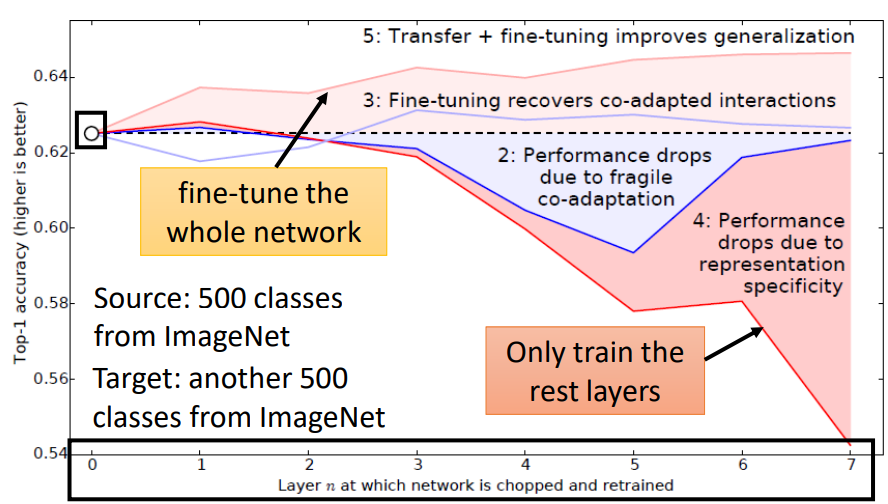 5: Transfer + fine-tuning improves generalization
0.64
3: Fine-tuning recovers co-adapted interactions
0.62
2: Performance drops
due to fragile
co-adaptation
fine-tune the
whole network
0.60
4: Performance
drops due to
representation
specificity
Source: 500 classes
from ImageNet
0.58
Only train the
rest layers
Target: another 500
classes from ImageNet
0.56
0.54
Top-1 accuracy (higher is better)
0 1 2 3 4 5 6 7
Layer n at which network is chopped and retrained